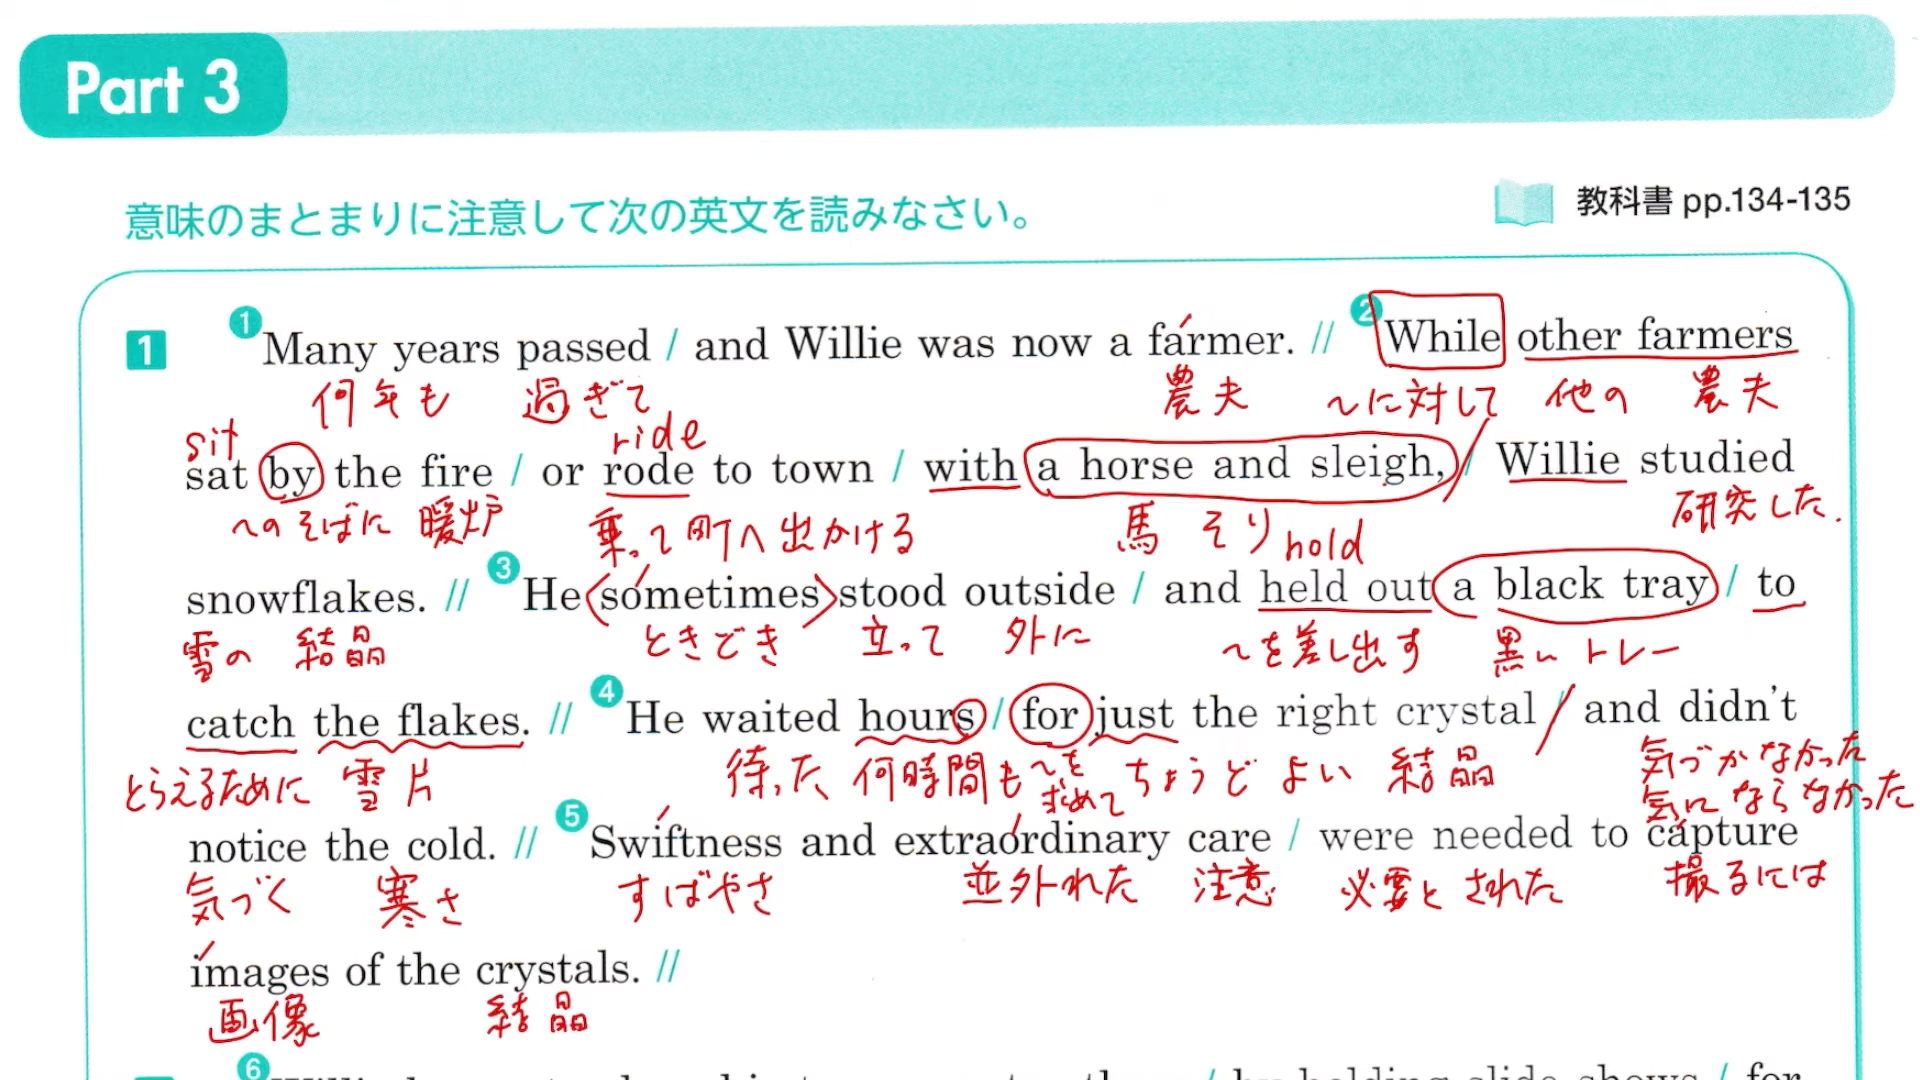 Part 3
意味のまとまりに注意して次の英文を読みなさい。 教科書 pp.134-135
1 ① Many years passed / and Willie was now a farmer. // ② While other farmers
何年も 過ぎて 農夫 〜に対して 他の 農夫
sit ride
sat by the fire / or rode to town / with a horse and sleigh, / Willie studied
〜のそばに 暖炉 乗って町へ出かける 馬 そり hold 研究した.
snowflakes. // ③ He sometimes stood outside / and held out a black tray / to
雪の 結晶 ときどき 立って 外に 〜を差し出す 黒い トレー
catch the flakes. // ④ He waited hours / for just the right crystal / and didn't
とらえるために 雪片 待った 何時間も 〜を求めて ちょうど よい 結晶 気づかなかった 気にならなかった
notice the cold. // ⑤ Swiftness and extraordinary care / were needed to capture
気づく 寒さ すばやさ 並外れた 注意 必要と された 撮るには
images of the crystals. //
画像 結晶
⑥